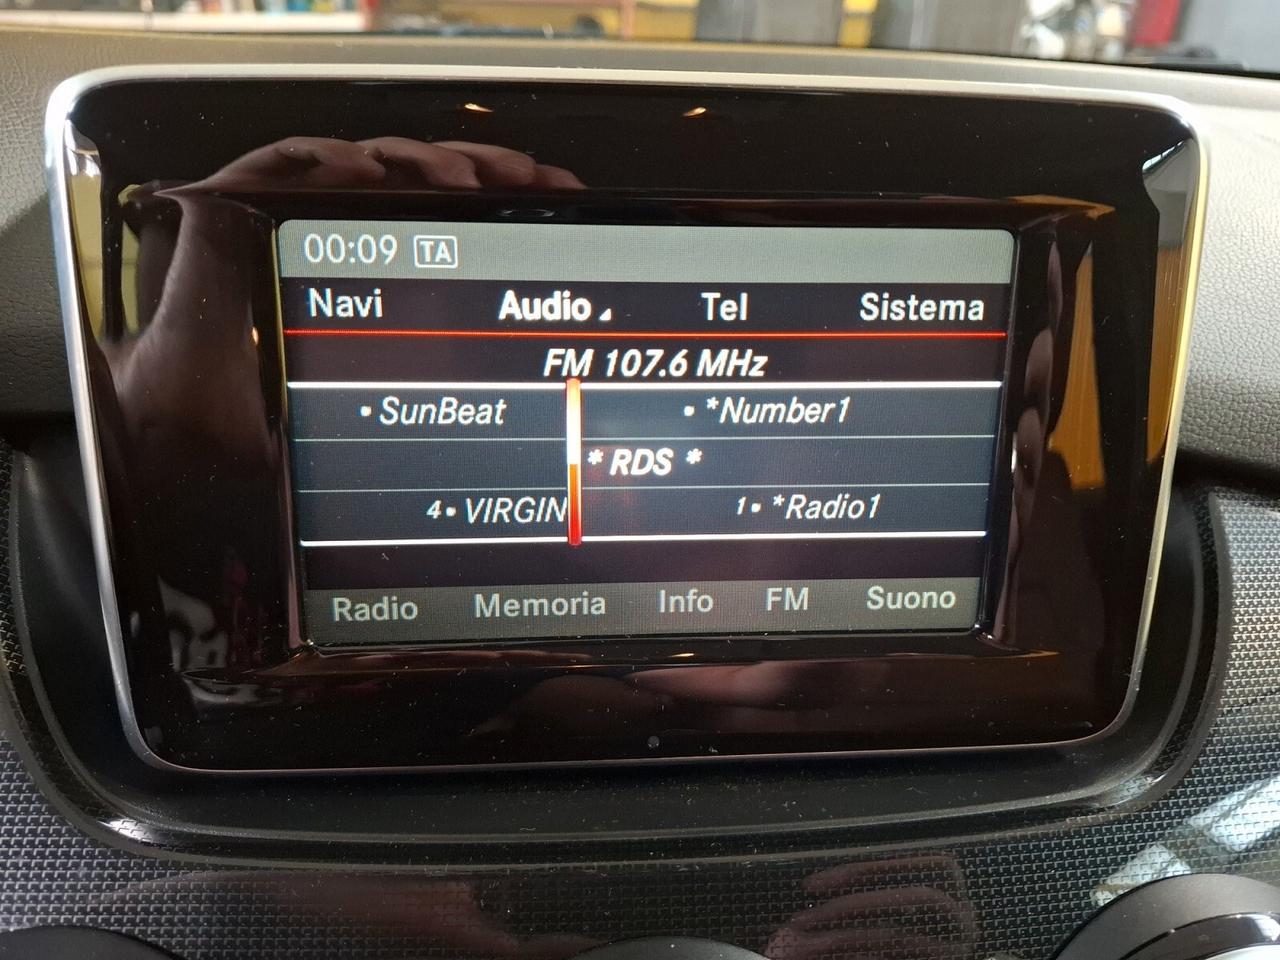 00:09 TA
Navi Audio Tel Sistema
FM 107.6 MHz
• SunBeat • *Number1
* RDS *
4• VIRGIN 1• *Radio1
Radio Memoria Info FM Suono